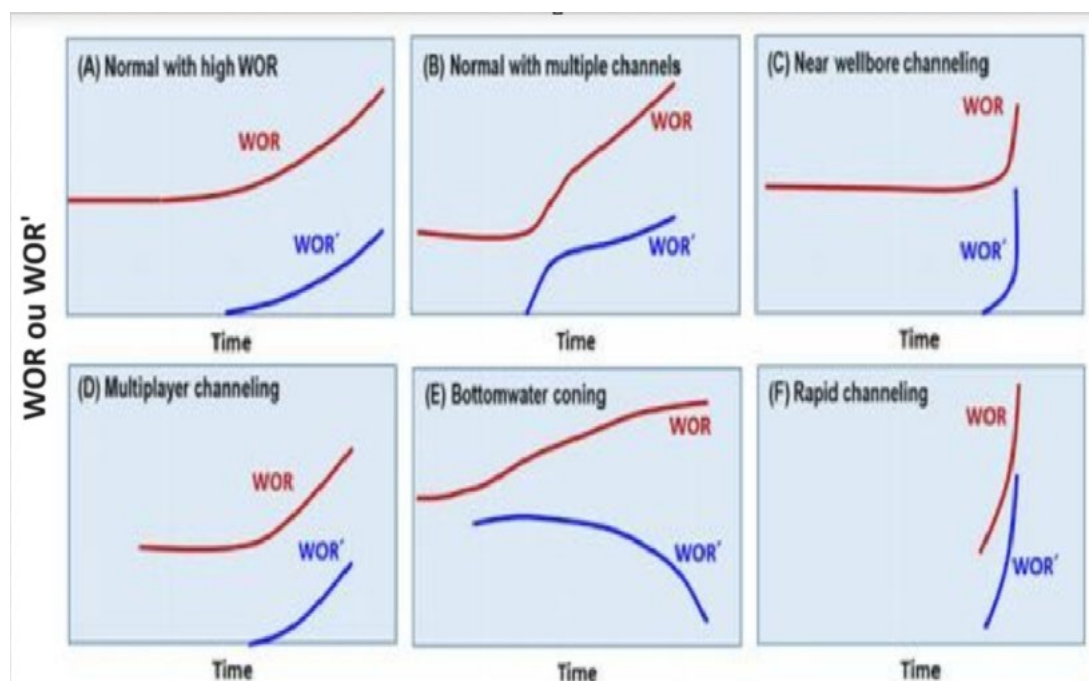 WOR ou WOR'
(A) Normal with high WOR
WOR
WOR´
Time
(B) Normal with multiple channels
WOR
WOR´
Time
(C) Near wellbore channeling
WOR
WOR´
Time
(D) Multiplayer channeling
WOR
WOR´
Time
(E) Bottomwater coning
WOR
WOR´
Time
(F) Rapid channeling
WOR
WOR´
Time